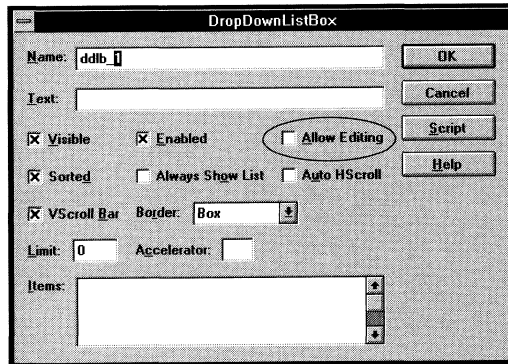 DropDownListBox
Name: ddlb_1
OK
Text:
Cancel
Visible Enabled Allow Editing
Script
Sorted Always Show List Auto HScroll
Help
VScroll Bar Border: Box
Limit: 0 Accelerator:
Items: